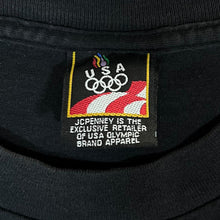 USA
JCPENNEY IS THE
EXCLUSIVE RETAILER
OF USA OLYMPIC
BRAND APPAREL